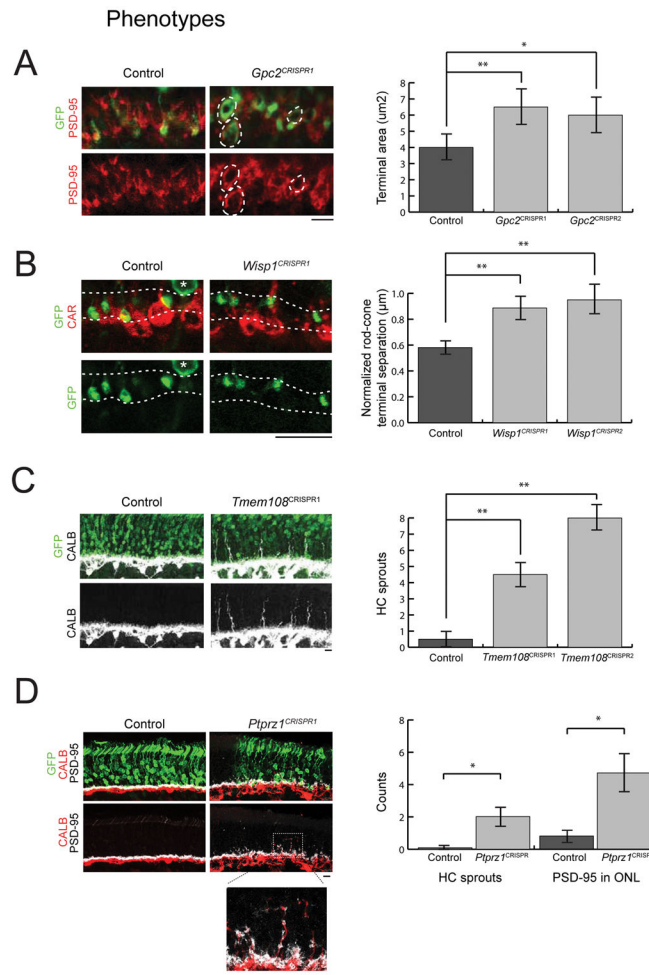 Phenotypes
A
Control
Gpc2CRISPR1
GFP
PSD-95
PSD-95
Terminal area (um2)
8
7
6
5
4
3
2
1
0
**
*
Control
Gpc2CRISPR1
Gpc2CRISPR2
B
Control
Wisp1CRISPR1
GFP
CAR
GFP
*
*
Normalized rod-cone
terminal separation (μm)
1.0
0.8
0.6
0.4
0.2
0.0
**
**
Control
Wisp1CRISPR1
Wisp1CRISPR2
C
Control
Tmem108CRISPR1
GFP
CALB
CALB
HC sprouts
8
7
6
5
4
3
2
1
0
**
**
Control
Tmem108CRISPR1
Tmem108CRISPR2
D
Control
Ptprz1CRISPR1
GFP
CALB
PSD-95
CALB
PSD-95
Counts
8
6
4
2
0
*
*
Control
Ptprz1CRISPR
Control
Ptprz1CRISPR
HC sprouts
PSD-95 in ONL